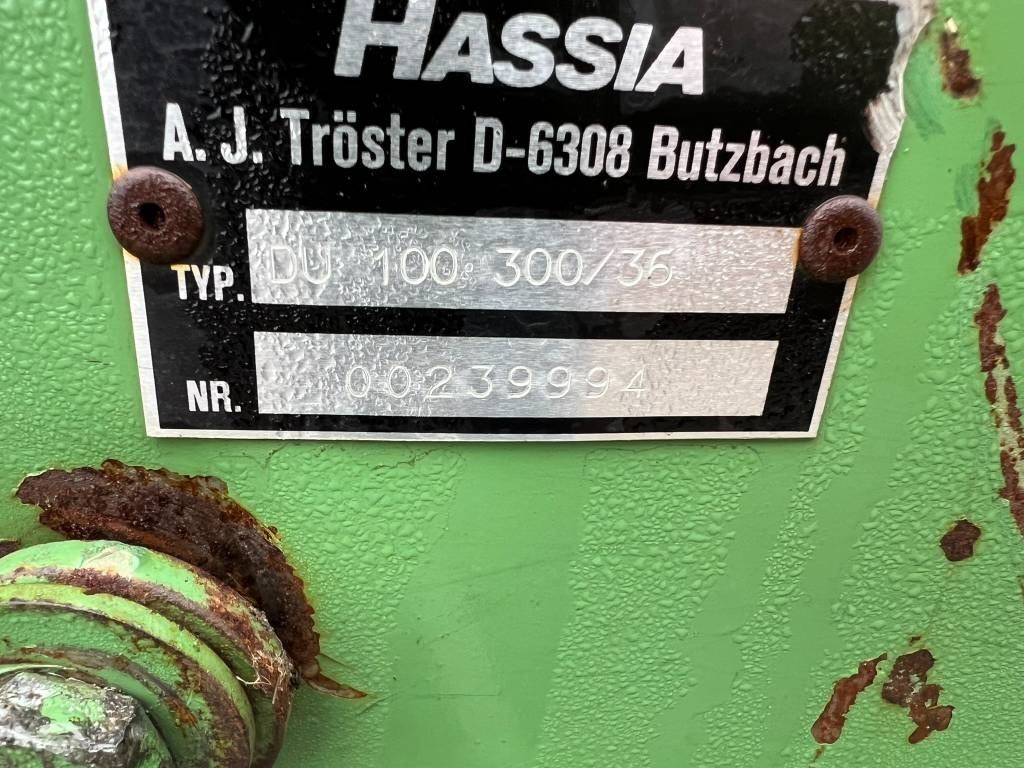 HASSIA
A. J. Tröster D-6308 Butzbach
TYP. DU 100 300/36
NR. 00239994